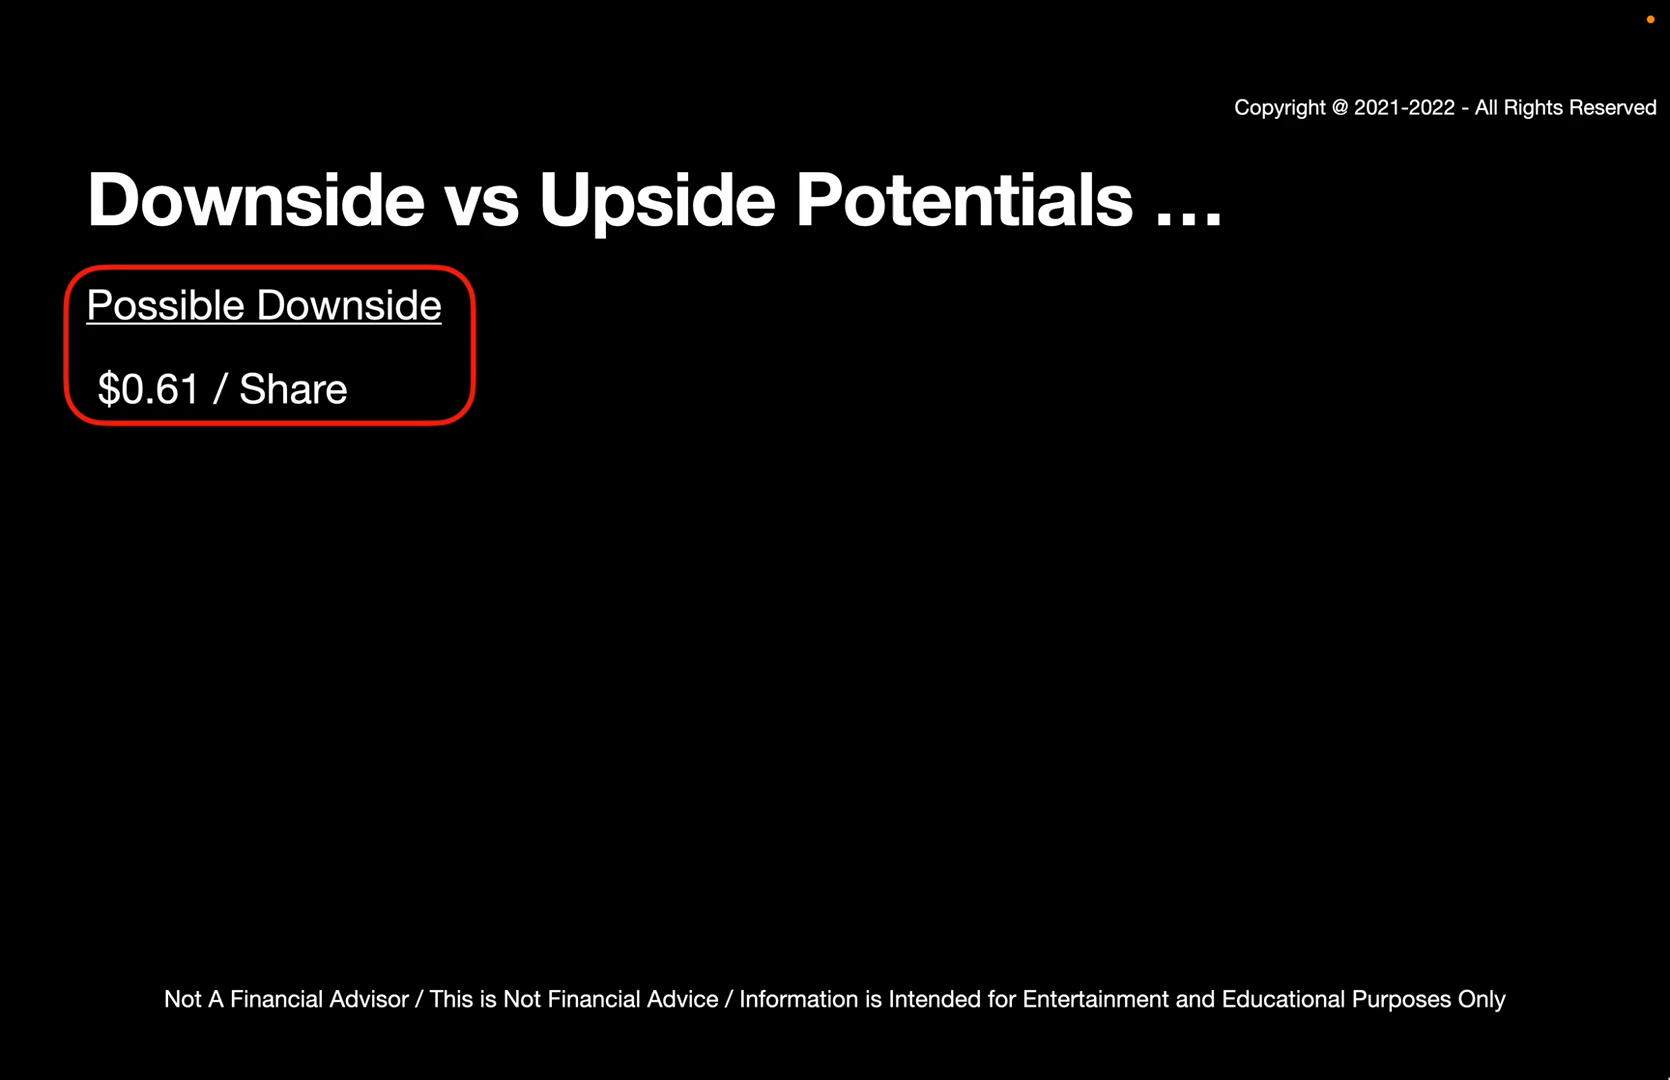 Copyright @ 2021-2022 - All Rights Reserved
Downside vs Upside Potentials …
Possible Downside
$0.61 / Share
Not A Financial Advisor / This is Not Financial Advice / Information is Intended for Entertainment and Educational Purposes Only